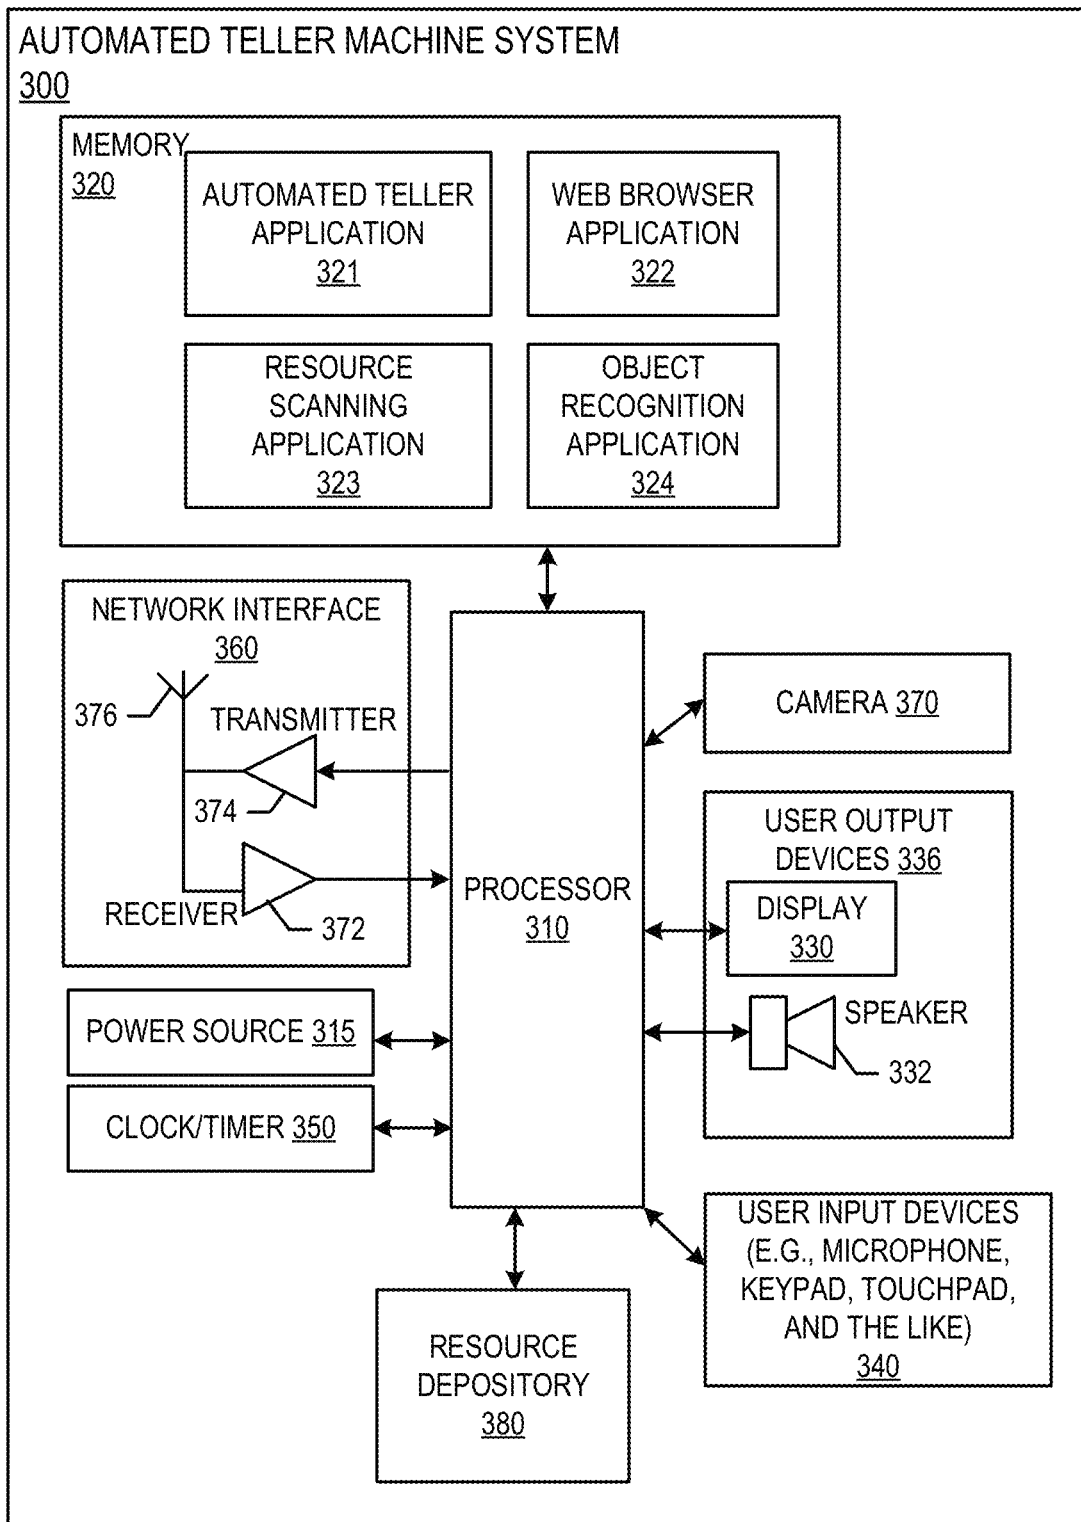 AUTOMATED TELLER MACHINE SYSTEM
300
MEMORY
320
AUTOMATED TELLER
APPLICATION
321
WEB BROWSER
APPLICATION
322
RESOURCE
SCANNING
APPLICATION
323
OBJECT
RECOGNITION
APPLICATION
324
NETWORK INTERFACE
360
376
TRANSMITTER
374
RECEIVER
372
PROCESSOR
310
CAMERA 370
USER OUTPUT
DEVICES 336
DISPLAY
330
SPEAKER
332
POWER SOURCE 315
CLOCK/TIMER 350
USER INPUT DEVICES
(E.G., MICROPHONE,
KEYPAD, TOUCHPAD,
AND THE LIKE)
340
RESOURCE
DEPOSITORY
380